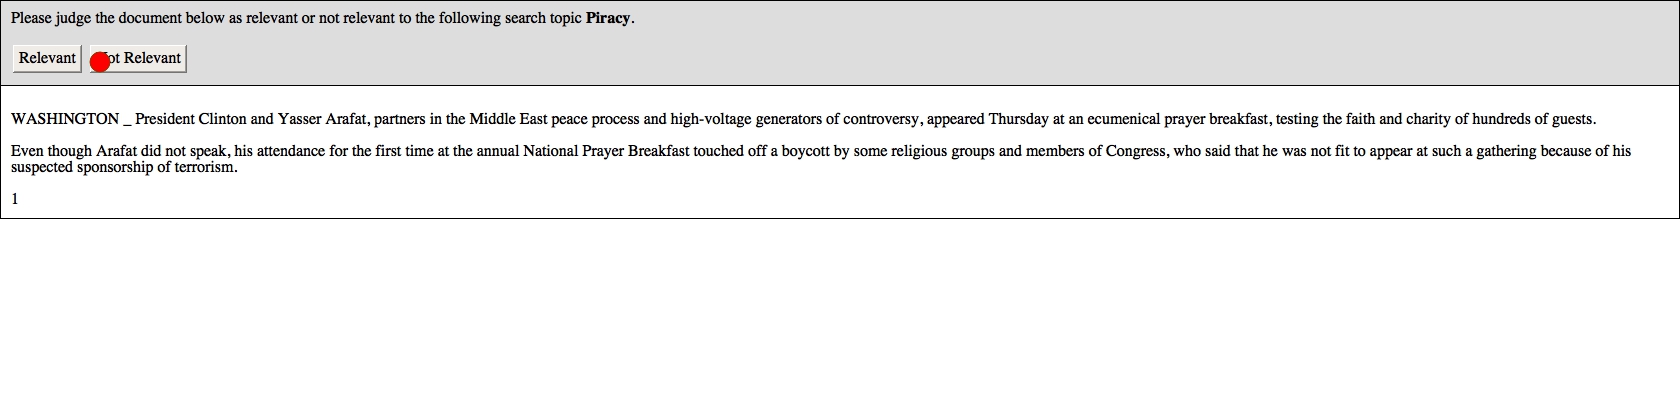 Please judge the document below as relevant or not relevant to the following search topic Piracy.
Relevant ot Relevant
WASHINGTON _ President Clinton and Yasser Arafat, partners in the Middle East peace process and high-voltage generators of controversy, appeared Thursday at an ecumenical prayer breakfast, testing the faith and charity of hundreds of guests.
Even though Arafat did not speak, his attendance for the first time at the annual National Prayer Breakfast touched off a boycott by some religious groups and members of Congress, who said that he was not fit to appear at such a gathering because of his
suspected sponsorship of terrorism.
1